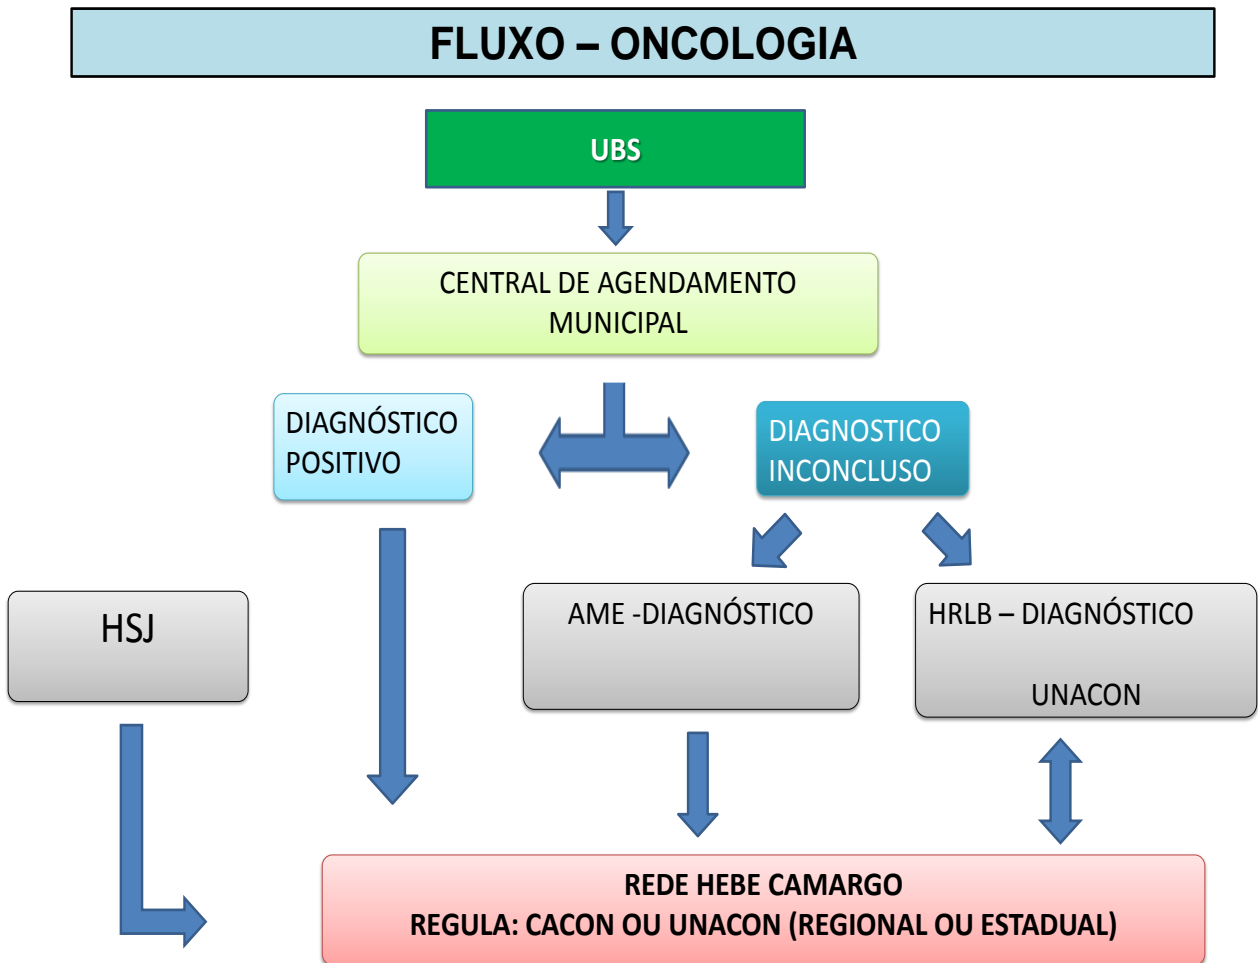 FLUXO – ONCOLOGIA
UBS
CENTRAL DE AGENDAMENTO
MUNICIPAL
DIAGNÓSTICO
POSITIVO
DIAGNOSTICO
INCONCLUSO
HSJ
AME -DIAGNÓSTICO
HRLB – DIAGNÓSTICO
UNACON
REDE HEBE CAMARGO
REGULA: CACON OU UNACON (REGIONAL OU ESTADUAL)